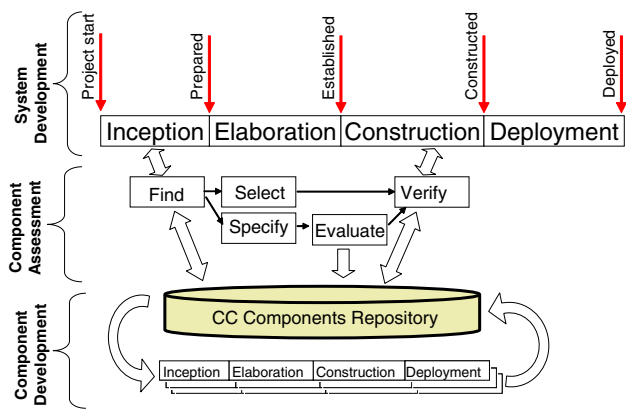 System
Development
Project start
Prepared
Established
Constructed
Deployed
Inception
Elaboration
Construction
Deployment
Component
Assessment
Find
Select
Verify
Specify
Evaluate
Component
Development
CC Components Repository
Inception
Elaboration
Construction
Deployment